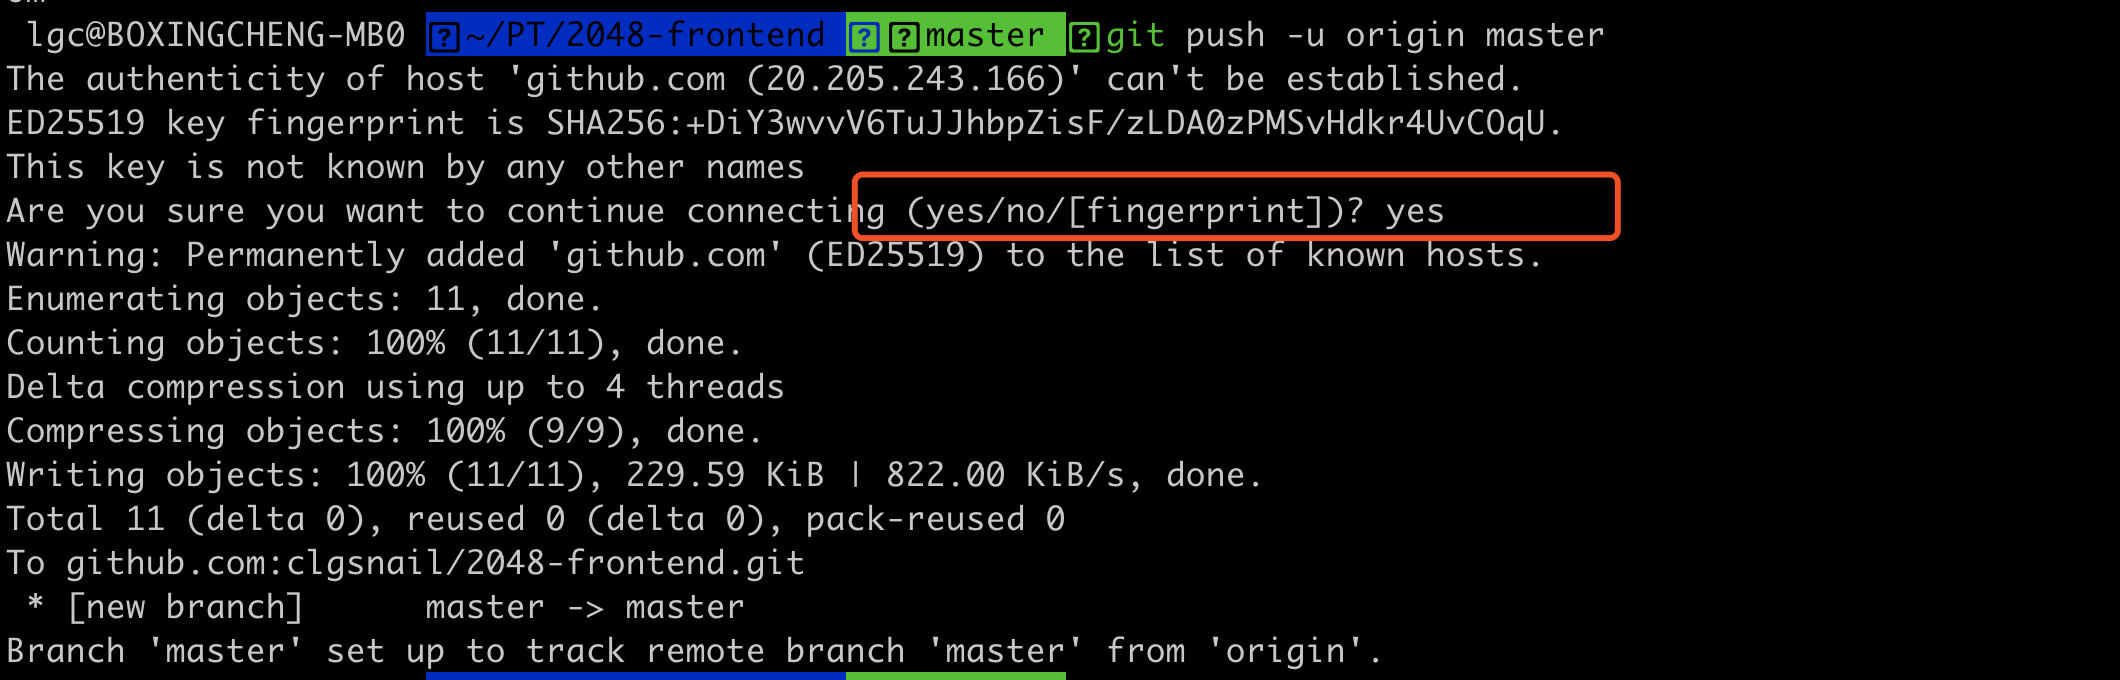 lgc@BOXINGCHENG-MB0 ~/PT/2048-frontend master git push -u origin master
The authenticity of host 'github.com (20.205.243.166)' can't be established.
ED25519 key fingerprint is SHA256:+DiY3wvvV6TuJJhbpZisF/zLDA0zPMSvHdkr4UvCOqU.
This key is not known by any other names
Are you sure you want to continue connecting (yes/no/[fingerprint])? yes
Warning: Permanently added 'github.com' (ED25519) to the list of known hosts.
Enumerating objects: 11, done.
Counting objects: 100% (11/11), done.
Delta compression using up to 4 threads
Compressing objects: 100% (9/9), done.
Writing objects: 100% (11/11), 229.59 KiB | 822.00 KiB/s, done.
Total 11 (delta 0), reused 0 (delta 0), pack-reused 0
To github.com:clgsnail/2048-frontend.git
 * [new branch]      master -> master
Branch 'master' set up to track remote branch 'master' from 'origin'.